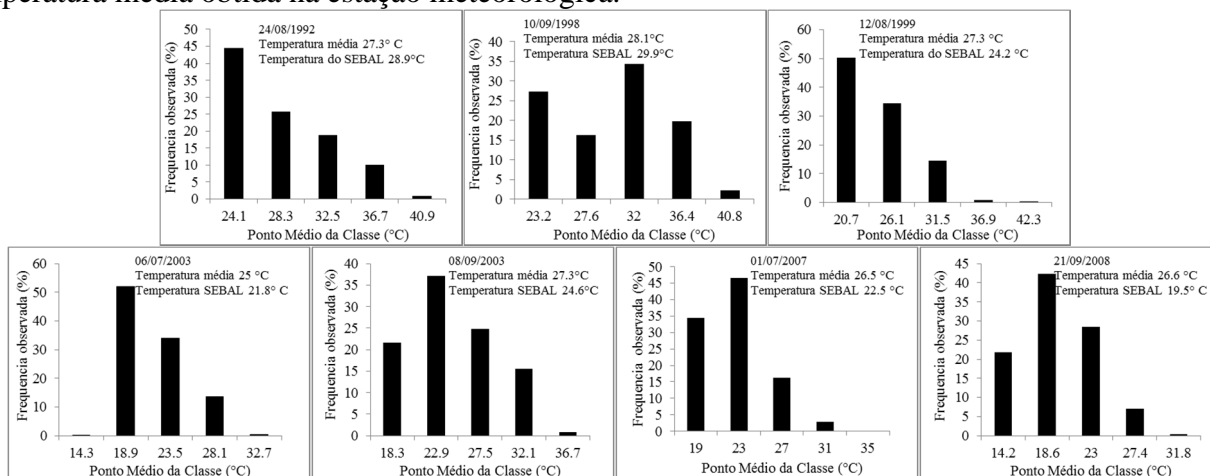 peratura média obtida na estação meteorológica.
24/08/1992
Temperatura média 27.3° C
Temperatura do SEBAL 28.9°C
Frequencia observada (%)
50
45
40
35
30
25
20
15
10
5
0
24.1 28.3 32.5 36.7 40.9
Ponto Médio da Classe (°C)
10/09/1998
Temperatura média 28.1°C
Temperatura SEBAL 29.9°C
Frequencia observada (%)
40
35
30
25
20
15
10
5
0
23.2 27.6 32 36.4 40.8
Ponto Médio da Classe (°C)
12/08/1999
Temperatura média 27.3 °C
Temperatura SEBAL 24.2 °C
Frequencia observada (%)
60
50
40
30
20
10
0
20.7 26.1 31.5 36.9 42.3
Ponto Médio da Classe (°C)
06/07/2003
Temperatura média 25 °C
Temperatura SEBAL 21.8° C
Frequencia observada (%)
60
50
40
30
20
10
0
14.3 18.9 23.5 28.1 32.7
Ponto Médio da Classe (°C)
08/09/2003
Temperatura média 27.3°C
Temperatura SEBAL 24.6°C
Frequencia observada (%)
40
35
30
25
20
15
10
5
0
18.3 22.9 27.5 32.1 36.7
Ponto Médio da Classe (°C)
01/07/2007
Temperatura média 26.5 °C
Temperatura SEBAL 22.5 °C
Frequencia observada (%)
50
45
40
35
30
25
20
15
10
5
0
19 23 27 31 35
Ponto Médio da Classe (°C)
21/09/2008
Temperatura média 26.6 °C
Temperatura SEBAL 19.5° C
Frequencia observada (%)
45
40
35
30
25
20
15
10
5
0
14.2 18.6 23 27.4 31.8
Ponto Médio da Classe (°C)